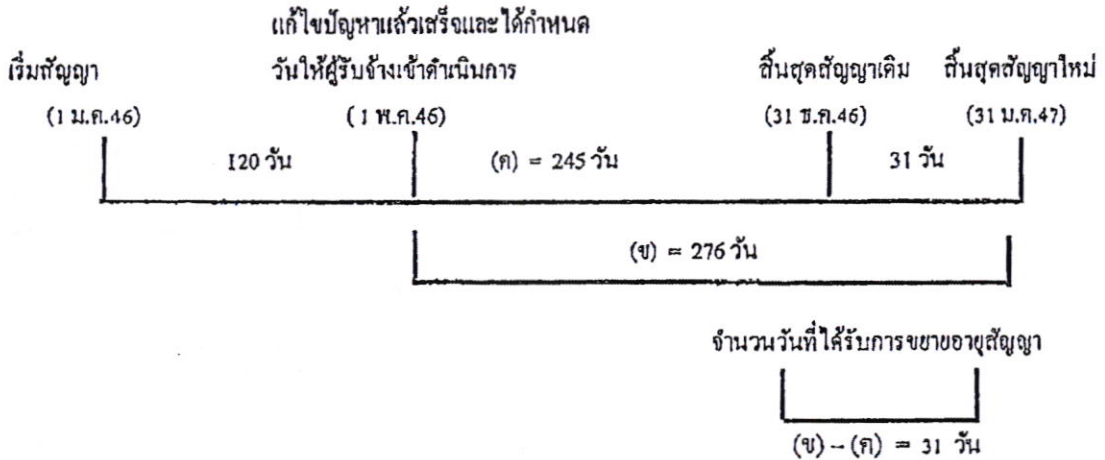 แก้ไขปัญหาแล้วเสร็จและได้กำหนด
เริ่มสัญญา วันให้ผู้รับจ้างเข้าดำเนินการ สิ้นสุดสัญญาเดิม สิ้นสุดสัญญาใหม่
(1 ม.ค.46) (1 พ.ค.46) (31 ธ.ค.46) (31 ม.ค.47)
120 วัน (ค) = 245 วัน 31 วัน
(ข) = 276 วัน
จำนวนวันที่ได้รับการขยายอายุสัญญา
(ข) – (ค) = 31 วัน